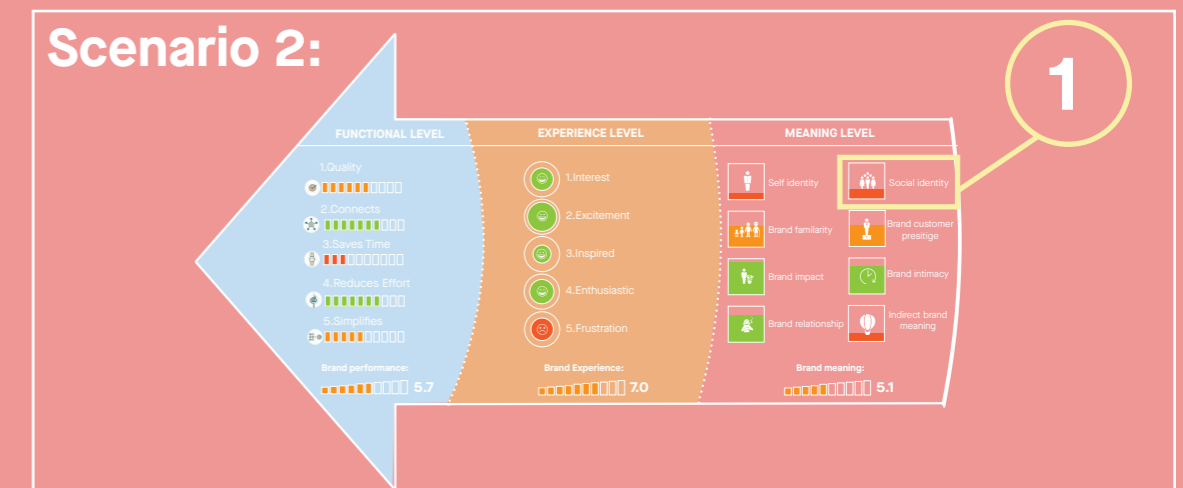 Scenario 2:
1
FUNCTIONAL LEVEL
1.Quality
2.Connects
3.Saves Time
4.Reduces Effort
5.Simplifies
Brand performance:
5.7
EXPERIENCE LEVEL
1.Interest
2.Excitement
3.Inspired
4.Enthusiastic
5.Frustration
Brand Experience:
7.0
MEANING LEVEL
Self identity
Social identity
Brand familiarity
Brand customer
presitige
Brand impact
Brand intimacy
Brand relationship
Indirect brand
meaning
Brand meaning:
5.1